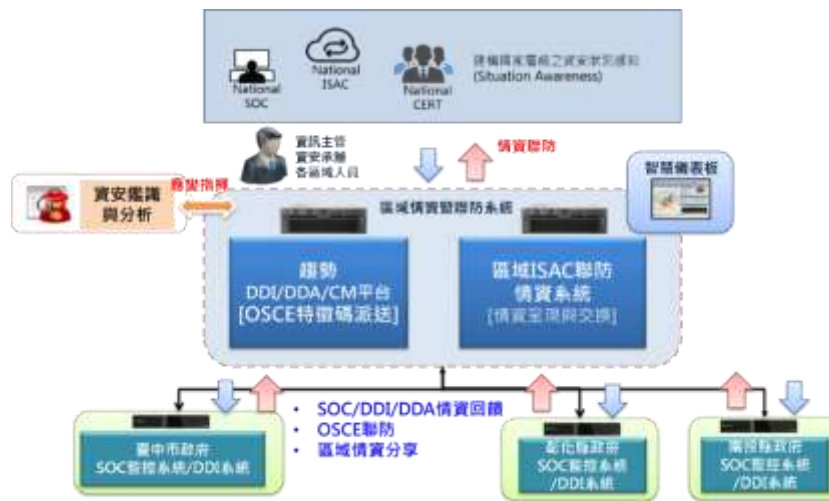 National
SOC
National
ISAC
National
CERT
建構國家層級之資安狀況感知
(Situation Awareness)
資訊主管
資安承辦
各區域人員
情資聯防
智慧儀表板
資安鑑識
與分析
應變指揮
區域情資暨聯防系統
趨勢
DDI/DDA/CM平台
[OSCE特徵碼派送]
區域ISAC聯防
情資系統
[情資呈現與交換]
• SOC/DDI/DDA情資回饋
• OSCE聯防
• 區域情資分享
臺中市政府
SOC監控系統/DDI系統
彰化縣政府
SOC監控系統
/DDI系統
南投縣政府
SOC監控系統
/DDI系統